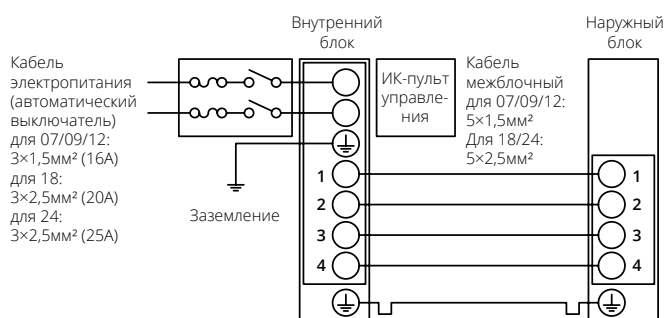 Внутренний
блок
Наружный
блок
Кабель
электропитания
(автоматический
выключатель)
для 07/09/12:
3×1,5мм² (16А)
для 18:
3×2,5мм² (20А)
для 24:
3×2,5мм² (25А)
ИК-пульт
управле-
ния
Кабель
межблочный
для 07/09/12:
5×1,5мм²
Для 18/24:
5×2,5мм²
Заземление
1
2
3
4
1
2
3
4